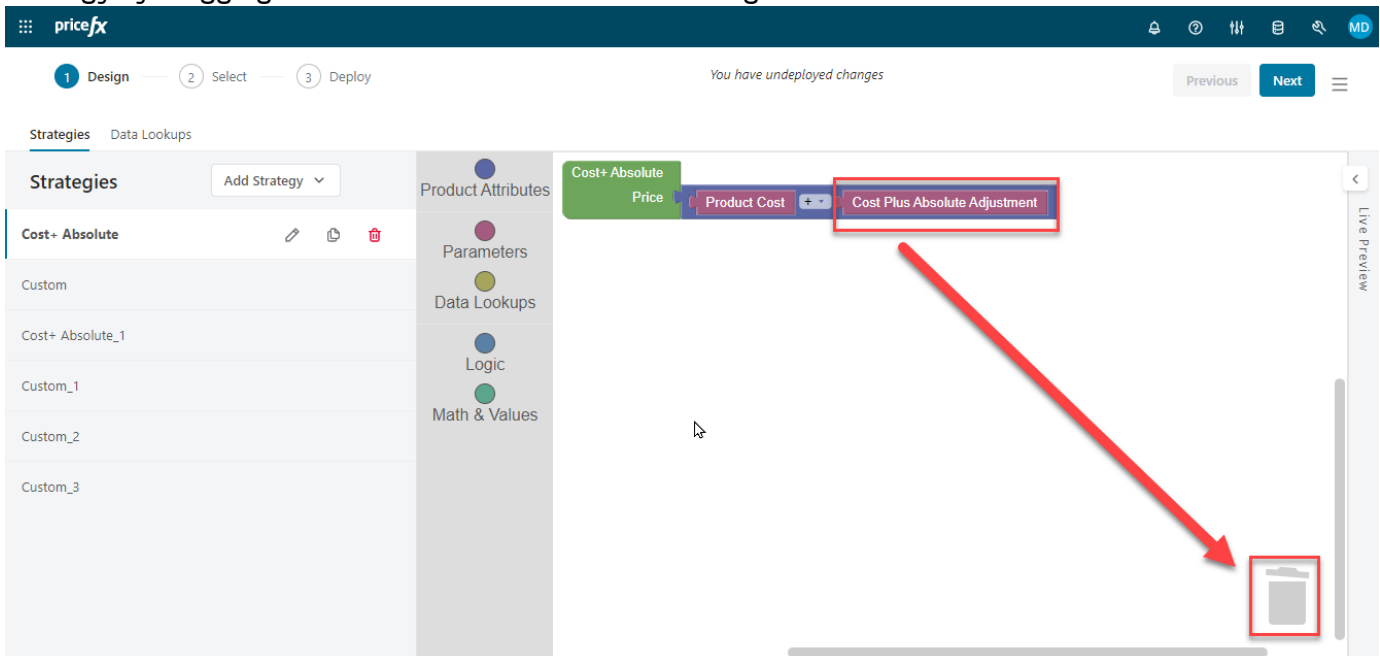 pricefx
MD
1 Design 2 Select 3 Deploy
You have undeployed changes
Previous Next
Strategies Data Lookups
Strategies
Add Strategy
Cost+ Absolute
Custom
Cost+ Absolute_1
Custom_1
Custom_2
Custom_3
Product Attributes
Parameters
Data Lookups
Logic
Math & Values
Cost+ Absolute
Price Product Cost + Cost Plus Absolute Adjustment
Live Preview